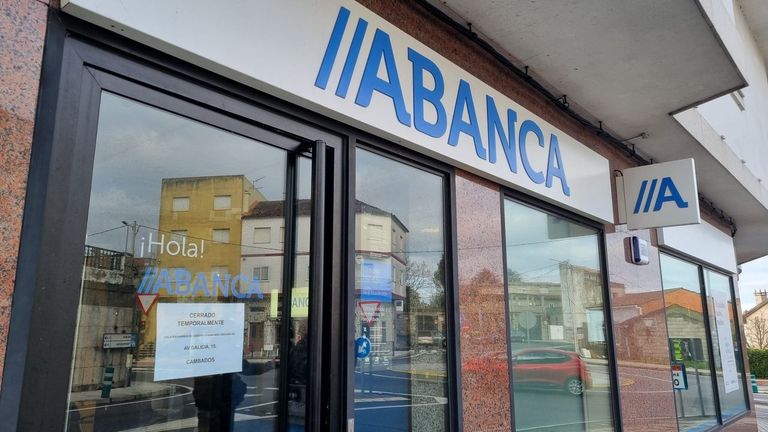 //ABANCA
//A
¡Hola!
//ABANCA
CERRADO
TEMPORALMENTE
AV GALICIA, 15.
CAMBADOS